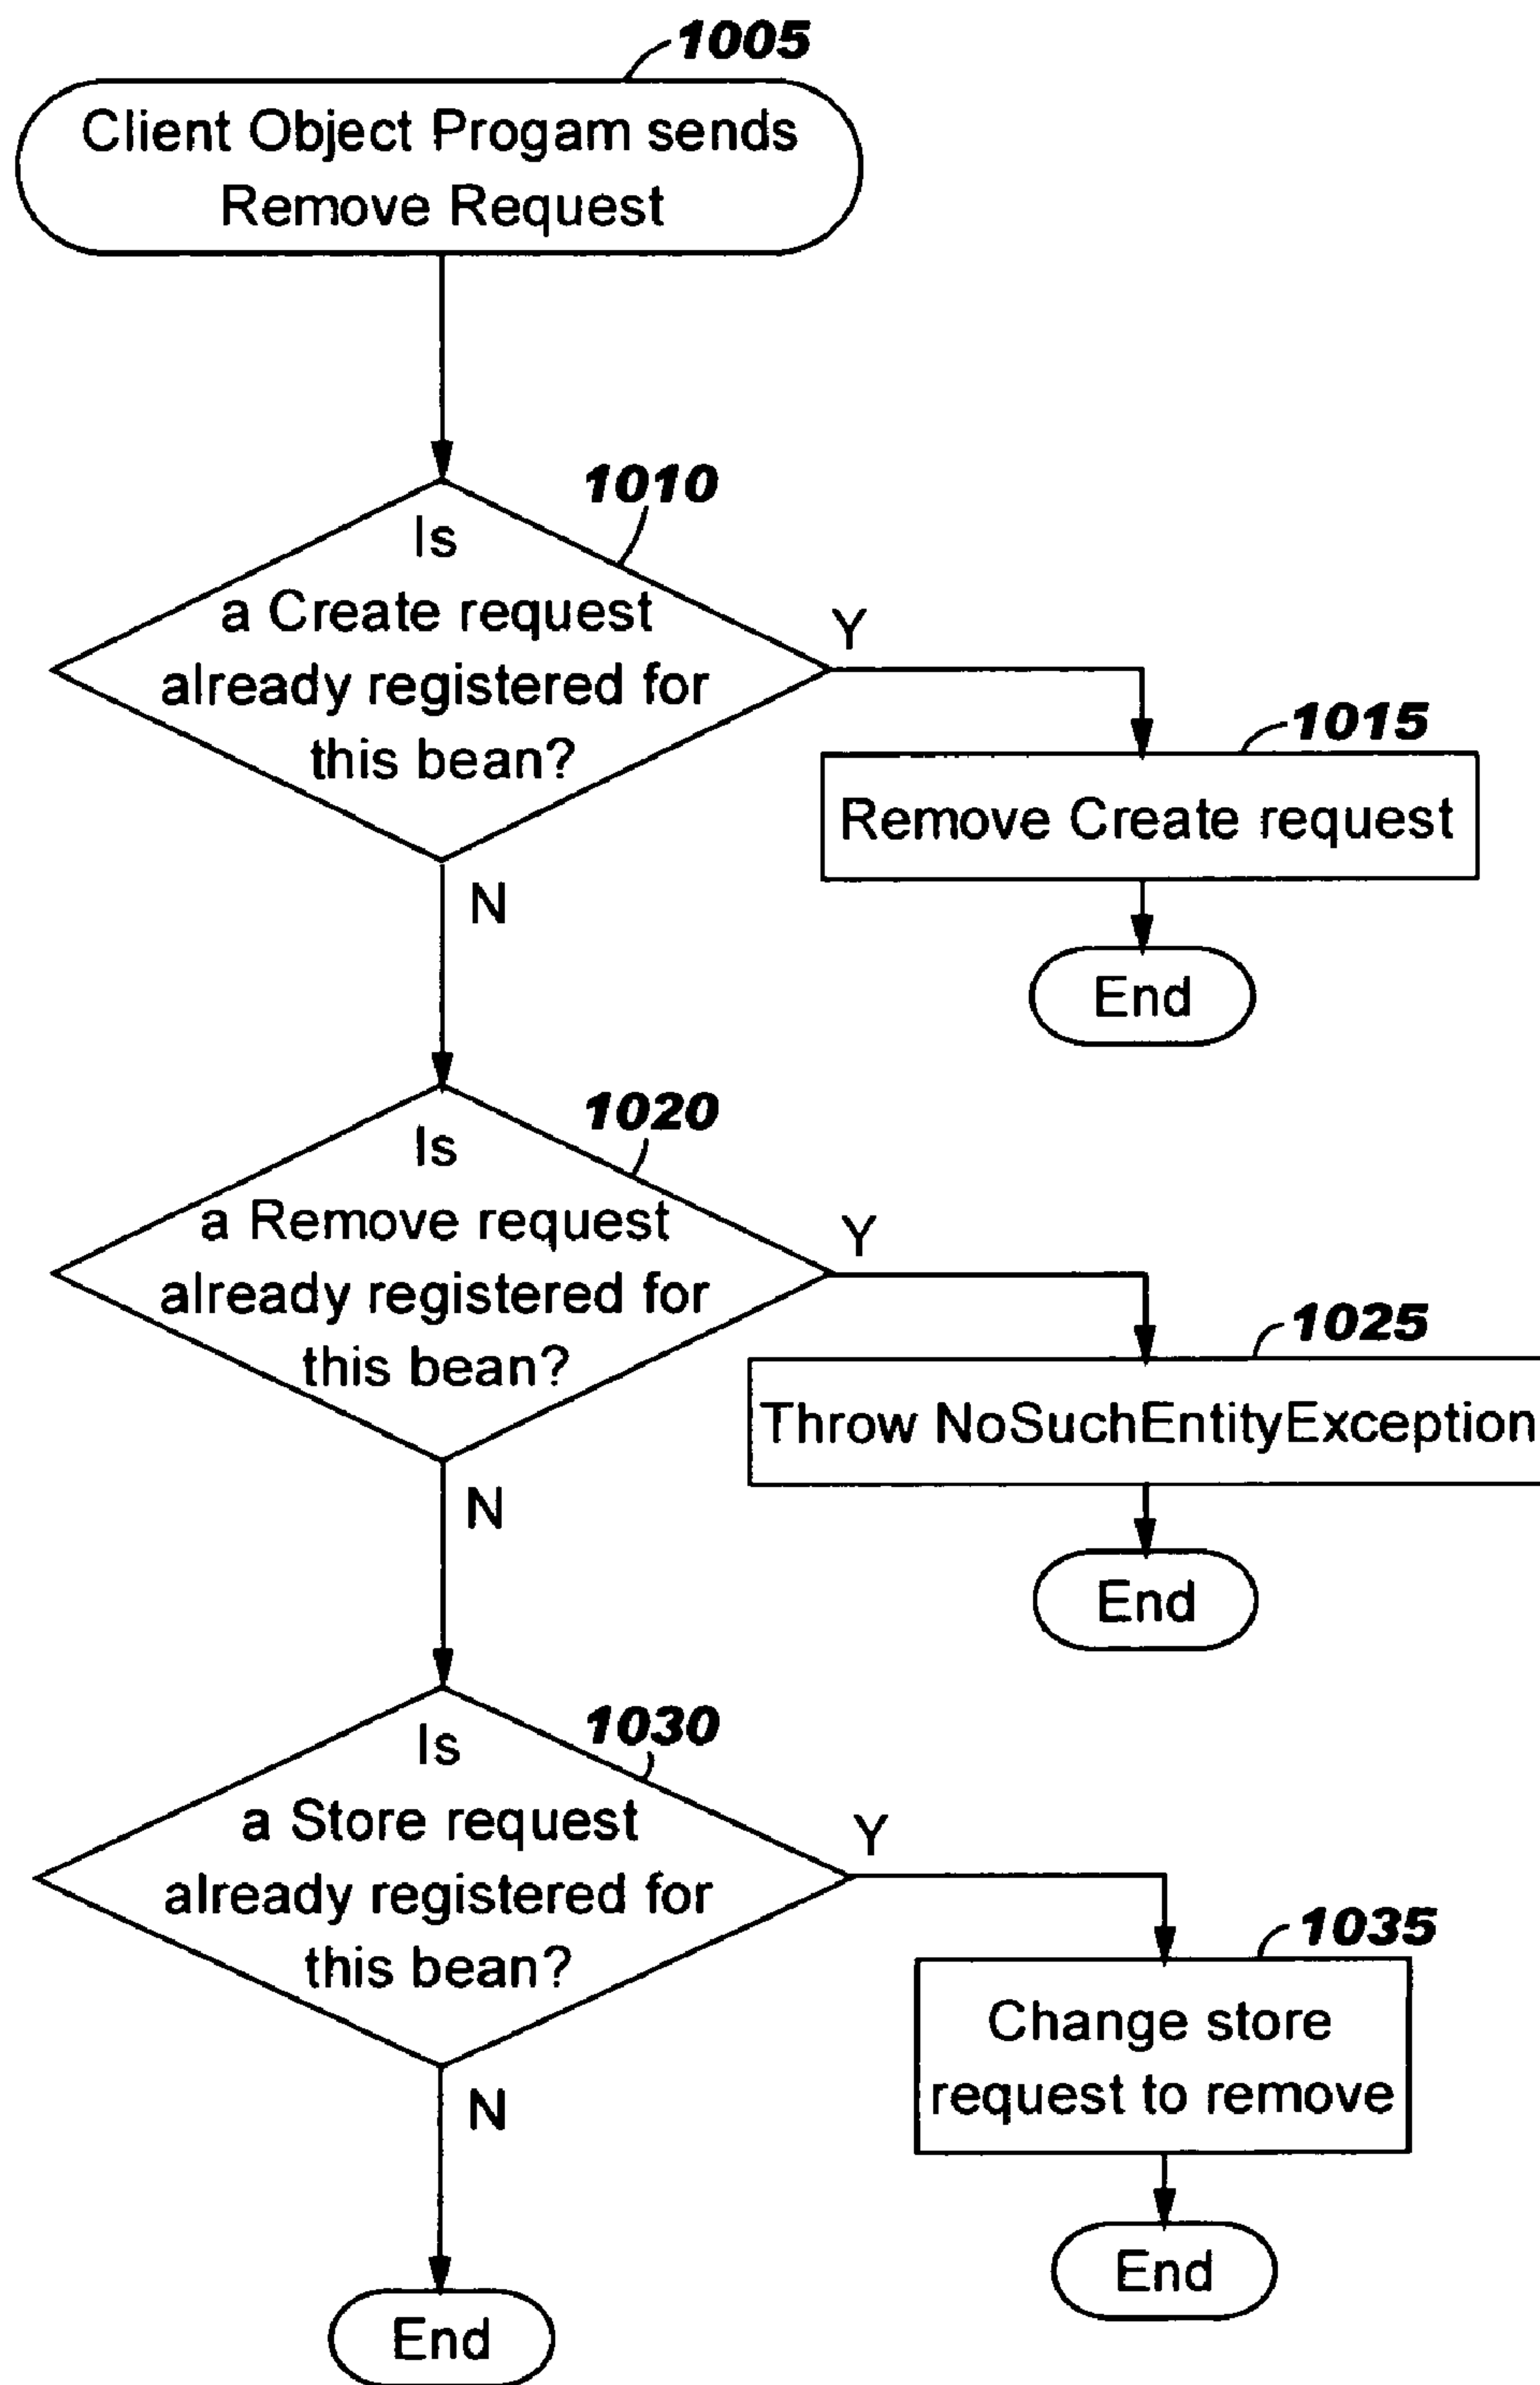 1005
Client Object Progam sends
Remove Request
1010
Is
a Create request
already registered for
this bean?
Y
1015
Remove Create request
N
End
1020
Is
a Remove request
already registered for
this bean?
Y
1025
Throw NoSuchEntityException
N
End
1030
Is
a Store request
already registered for
this bean?
Y
1035
Change store
request to remove
N
End
End